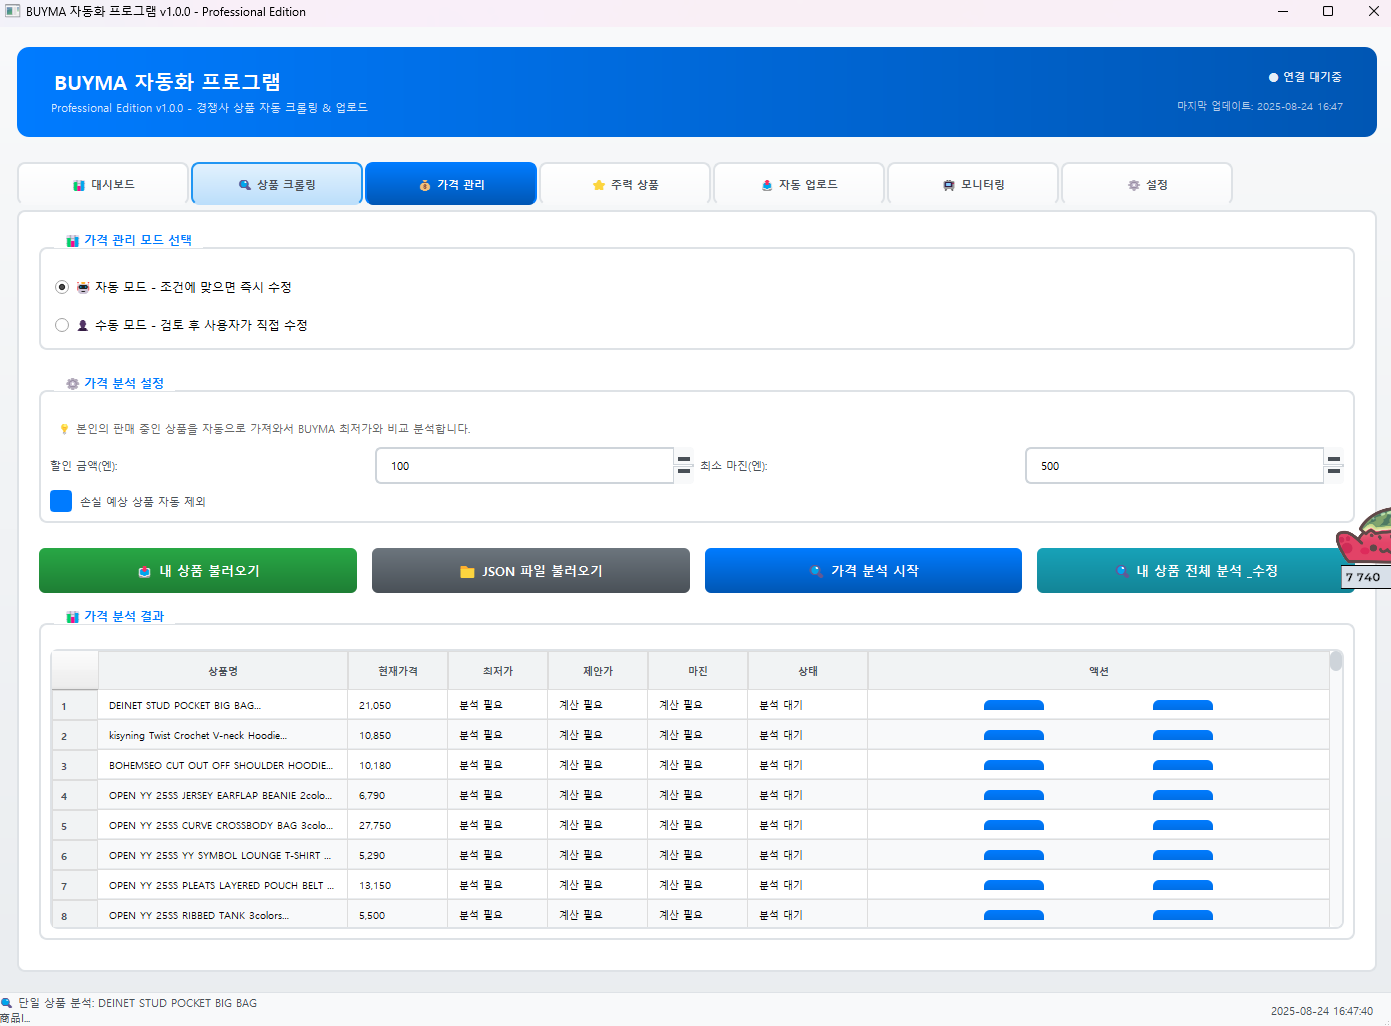 BUYMA 자동화 프로그램 v1.0.0 - Professional Edition
BUYMA 자동화 프로그램
연결 대기중
Professional Edition v1.0.0 - 경쟁사 상품 자동 크롤링 & 업로드
마지막 업데이트: 2025-08-24 16:47
대시보드 상품 크롤링 가격 관리 주력 상품 자동 업로드 모니터링 설정
가격 관리 모드 선택
자동 모드 - 조건에 맞으면 즉시 수정
수동 모드 - 검토 후 사용자가 직접 수정
가격 분석 설정
본인의 판매 중인 상품을 자동으로 가져와서 BUYMA 최저가와 비교 분석합니다.
할인 금액(엔): 100 최소 마진(엔): 500
손실 예상 상품 자동 제외
내 상품 불러오기 JSON 파일 불러오기 가격 분석 시작 내 상품 전체 분석 _수정
7 740
가격 분석 결과
상품명 현재가격 최저가 제안가 마진 상태 액션
1 DEINET STUD POCKET BIG BAG... 21,050 분석 필요 계산 필요 계산 필요 분석 대기
2 kisyning Twist Crochet V-neck Hoodie... 10,850 분석 필요 계산 필요 계산 필요 분석 대기
3 BOHEMSEO CUT OUT OFF SHOULDER HOODIE... 10,180 분석 필요 계산 필요 계산 필요 분석 대기
4 OPEN YY 25SS JERSEY EARFLAP BEANIE 2colo... 6,790 분석 필요 계산 필요 계산 필요 분석 대기
5 OPEN YY 25SS CURVE CROSSBODY BAG 3colo... 27,750 분석 필요 계산 필요 계산 필요 분석 대기
6 OPEN YY 25SS YY SYMBOL LOUNGE T-SHIRT ... 5,290 분석 필요 계산 필요 계산 필요 분석 대기
7 OPEN YY 25SS PLEATS LAYERED POUCH BELT ... 13,150 분석 필요 계산 필요 계산 필요 분석 대기
8 OPEN YY 25SS RIBBED TANK 3colors... 5,500 분석 필요 계산 필요 계산 필요 분석 대기
단일 상품 분석: DEINET STUD POCKET BIG BAG
商品I...
2025-08-24 16:47:40